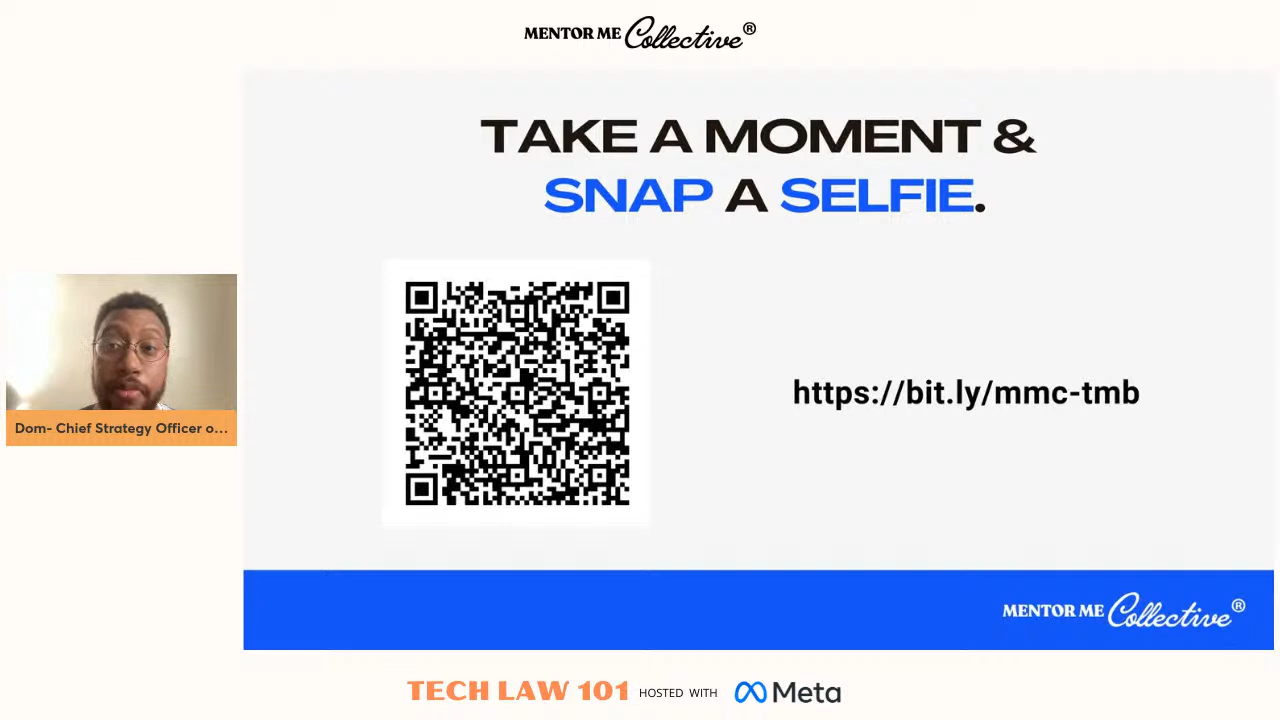 MENTOR ME Collective®
TAKE A MOMENT &
SNAP A SELFIE.
https://bit.ly/mmc-tmb
Dom- Chief Strategy Officer o...
MENTOR ME Collective®
TECH LAW 101 HOSTED WITH Meta